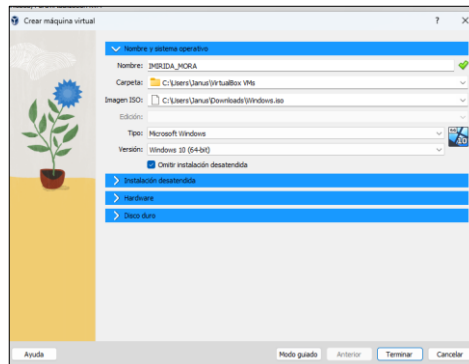 Crear máquina virtual
Nombre y sistema operativo
Nombre: IMIRIDA_MORA
Carpeta: C:\Users\Janus\VirtualBox VMs
Imagen ISO: C:\Users\Janus\Downloads\Windows.iso
Edición:
Tipo: Microsoft Windows
Versión: Windows 10 (64-bit)
Omitir instalación desatendida
Instalación desatendida
Hardware
Disco duro
Ayuda Modo guiado Anterior Terminar Cancelar